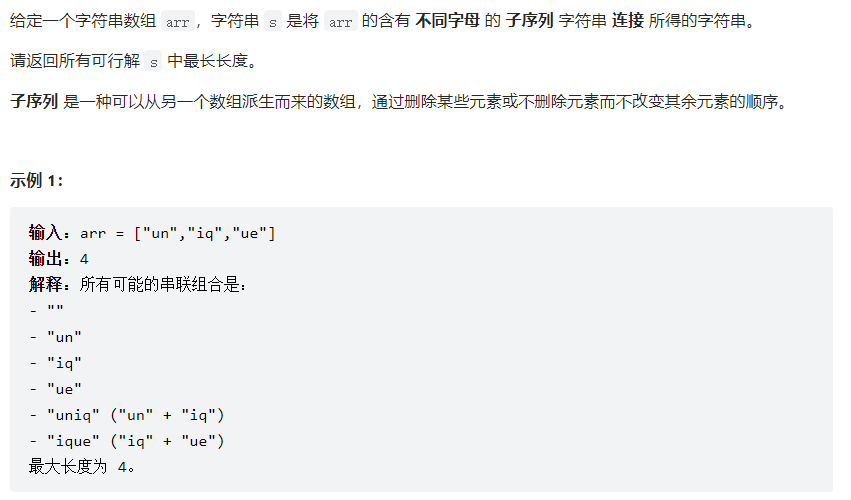 给定一个字符串数组 arr，字符串 s 是将 arr 的含有 不同字母 的 子序列 字符串 连接 所得的字符串。
请返回所有可行解 s 中最长长度。
子序列 是一种可以从另一个数组派生而来的数组，通过删除某些元素或不删除元素而不改变其余元素的顺序。
示例 1：
输入：arr = ["un","iq","ue"]
输出：4
解释：所有可能的串联组合是：
- ""
- "un"
- "iq"
- "ue"
- "uniq" ("un" + "iq")
- "ique" ("iq" + "ue")
最大长度为 4。